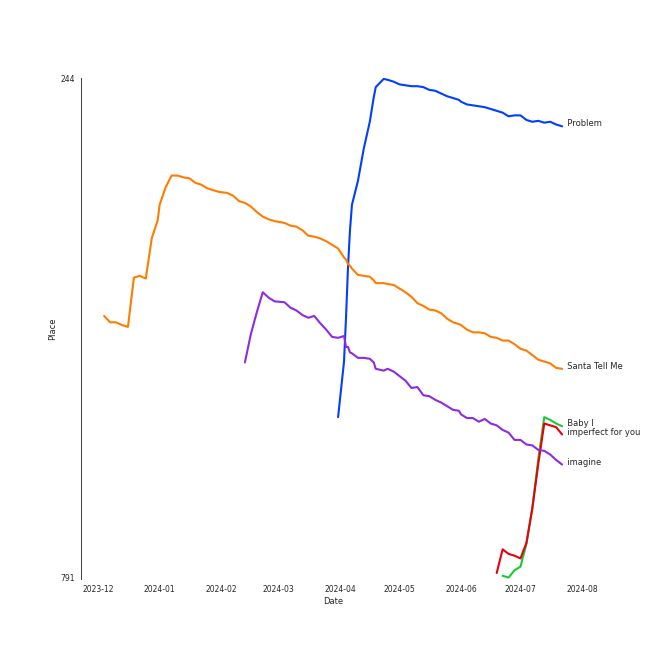 244
Problem
Place
Santa Tell Me
Baby I
imperfect for you
imagine
791
2023-12 2024-01 2024-02 2024-03 2024-04 2024-05 2024-06 2024-07 2024-08
Date